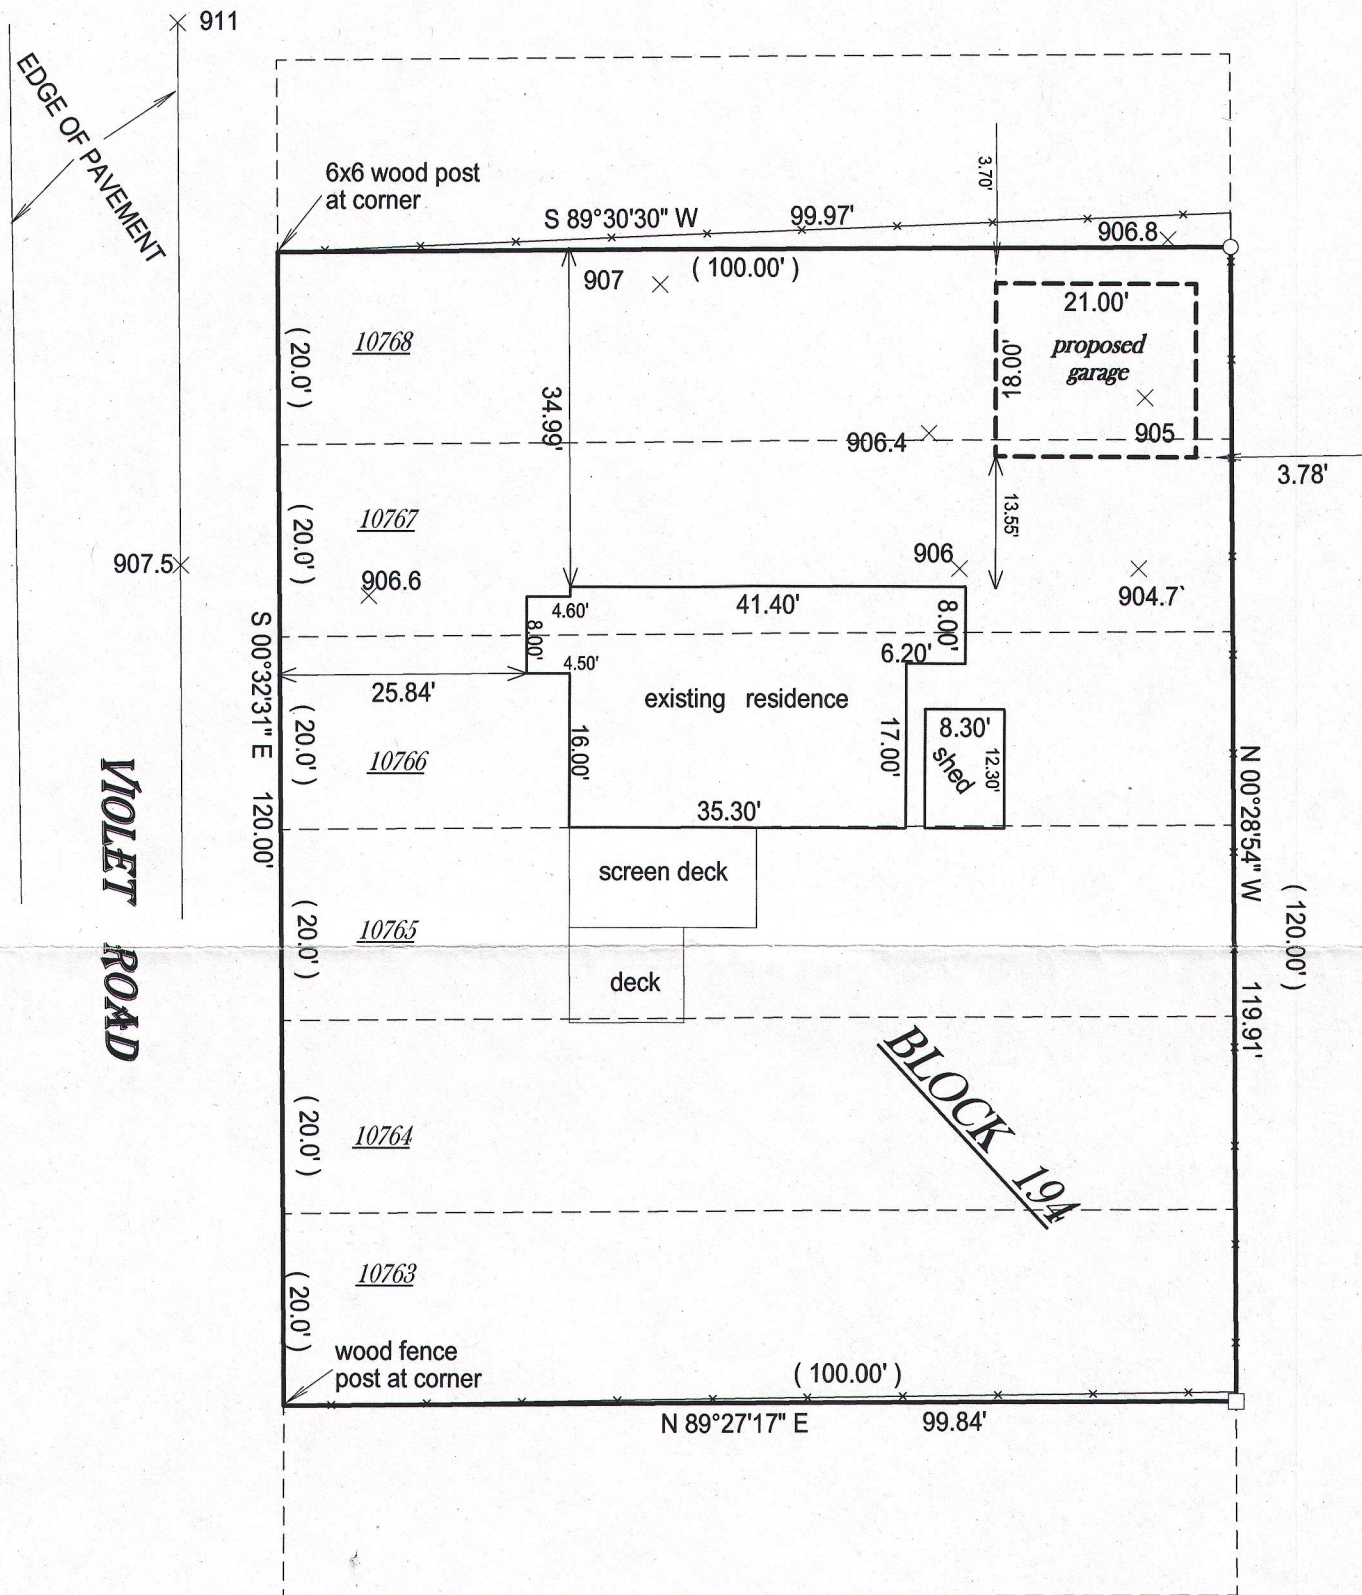 911
EDGE OF PAVEMENT
6x6 wood post
at corner
S 89°30'30" W 99.97'
3.70'
906.8
907
( 100.00' )
21.00'
proposed
garage
18.00'
( 20.0' )
10768
34.99'
906.4
905
3.78'
( 20.0' )
10767
13.55'
907.5
906.6
906
904.7`
4.60'
41.40'
8.00'
8.00'
4.50'
6.20'
S 00°32'31" E 120.00'
25.84'
existing residence
( 20.0' )
10766
16.00'
17.00'
8.30'
shed
12.30'
35.30'
N 00°28'54" W 119.91'
( 120.00' )
VIOLET ROAD
screen deck
( 20.0' )
10765
deck
BLOCK 194
( 20.0' )
10764
( 20.0' )
10763
wood fence
post at corner
( 100.00' )
N 89°27'17" E 99.84'